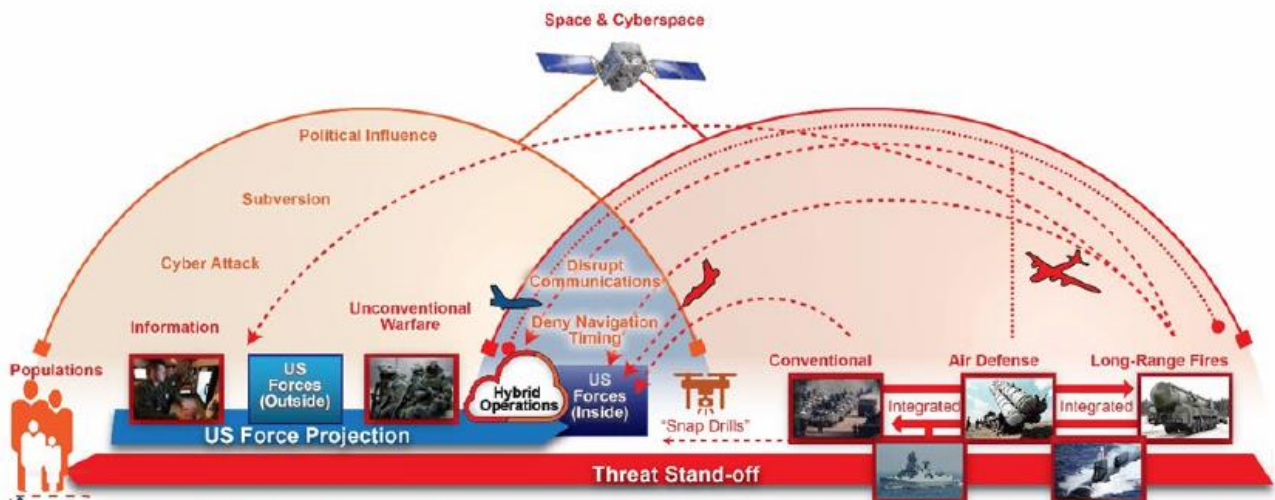 Space & Cyberspace
Political Influence
Subversion
Cyber Attack
Disrupt
Communications
Deny Navigation
Timing
Information
Unconventional
Warfare
Populations
US
Forces
(Outside)
Hybrid
Operations
US
Forces
(Inside)
"Snap Drills"
Conventional
Air Defense
Long-Range Fires
Integrated
Integrated
US Force Projection
Threat Stand-off